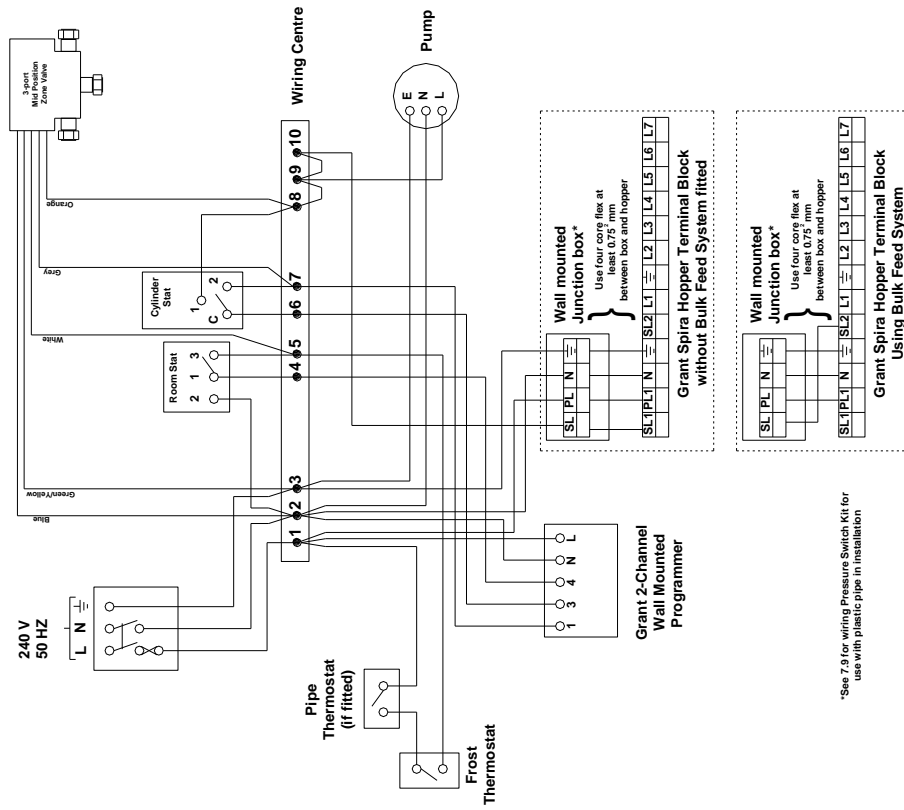 3-port
Mid Position
Zone Valve
Wiring Centre
Pump
E
N
L
Orange
Grey
White
Green/Yellow
Blue
Cylinder
Stat
1
2
C
Room Stat
2
1
3
1
2
3
4
5
6
7
8
9
10
240 V
50 HZ
L
N
Pipe
Thermostat
(if fitted)
Frost
Thermostat
1
3
4
N
L
Grant 2-Channel
Wall Mounted
Programmer
Wall mounted
Junction box*
Use four core flex at
least 0.75² mm
between box and hopper
SL PL N
SL1 PL1 N SL2 L1 L2 L3 L4 L5 L6 L7
Grant Spira Hopper Terminal Block
without Bulk Feed System fitted
Wall mounted
Junction box*
Use four core flex at
least 0.75² mm
between box and hopper
SL PL N
SL1 PL1 N SL2 L1 L2 L3 L4 L5 L6 L7
Grant Spira Hopper Terminal Block
Using Bulk Feed System
*See 7.9 for wiring Pressure Switch Kit for
use with plastic pipe in installation